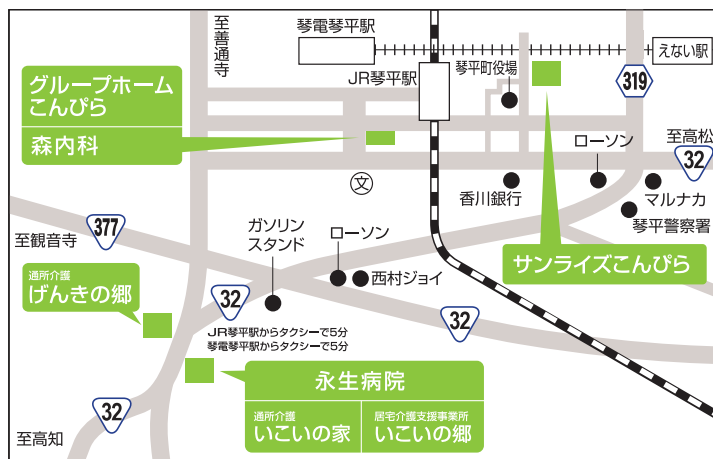 至善通寺
琴電琴平駅
えない駅
JR琴平駅
琴平町役場
319
グループホーム
こんぴら
森内科
至高松
32
ローソン
文
香川銀行
マルナカ
琴平警察署
377
至観音寺
ガソリン
スタンド
ローソン
西村ジョイ
サンライズこんぴら
通所介護
げんきの郷
32
32
JR琴平駅からタクシーで5分
琴電琴平駅からタクシーで5分
永生病院
通所介護
いこいの家
居宅介護支援事業所
いこいの郷
32
至高知